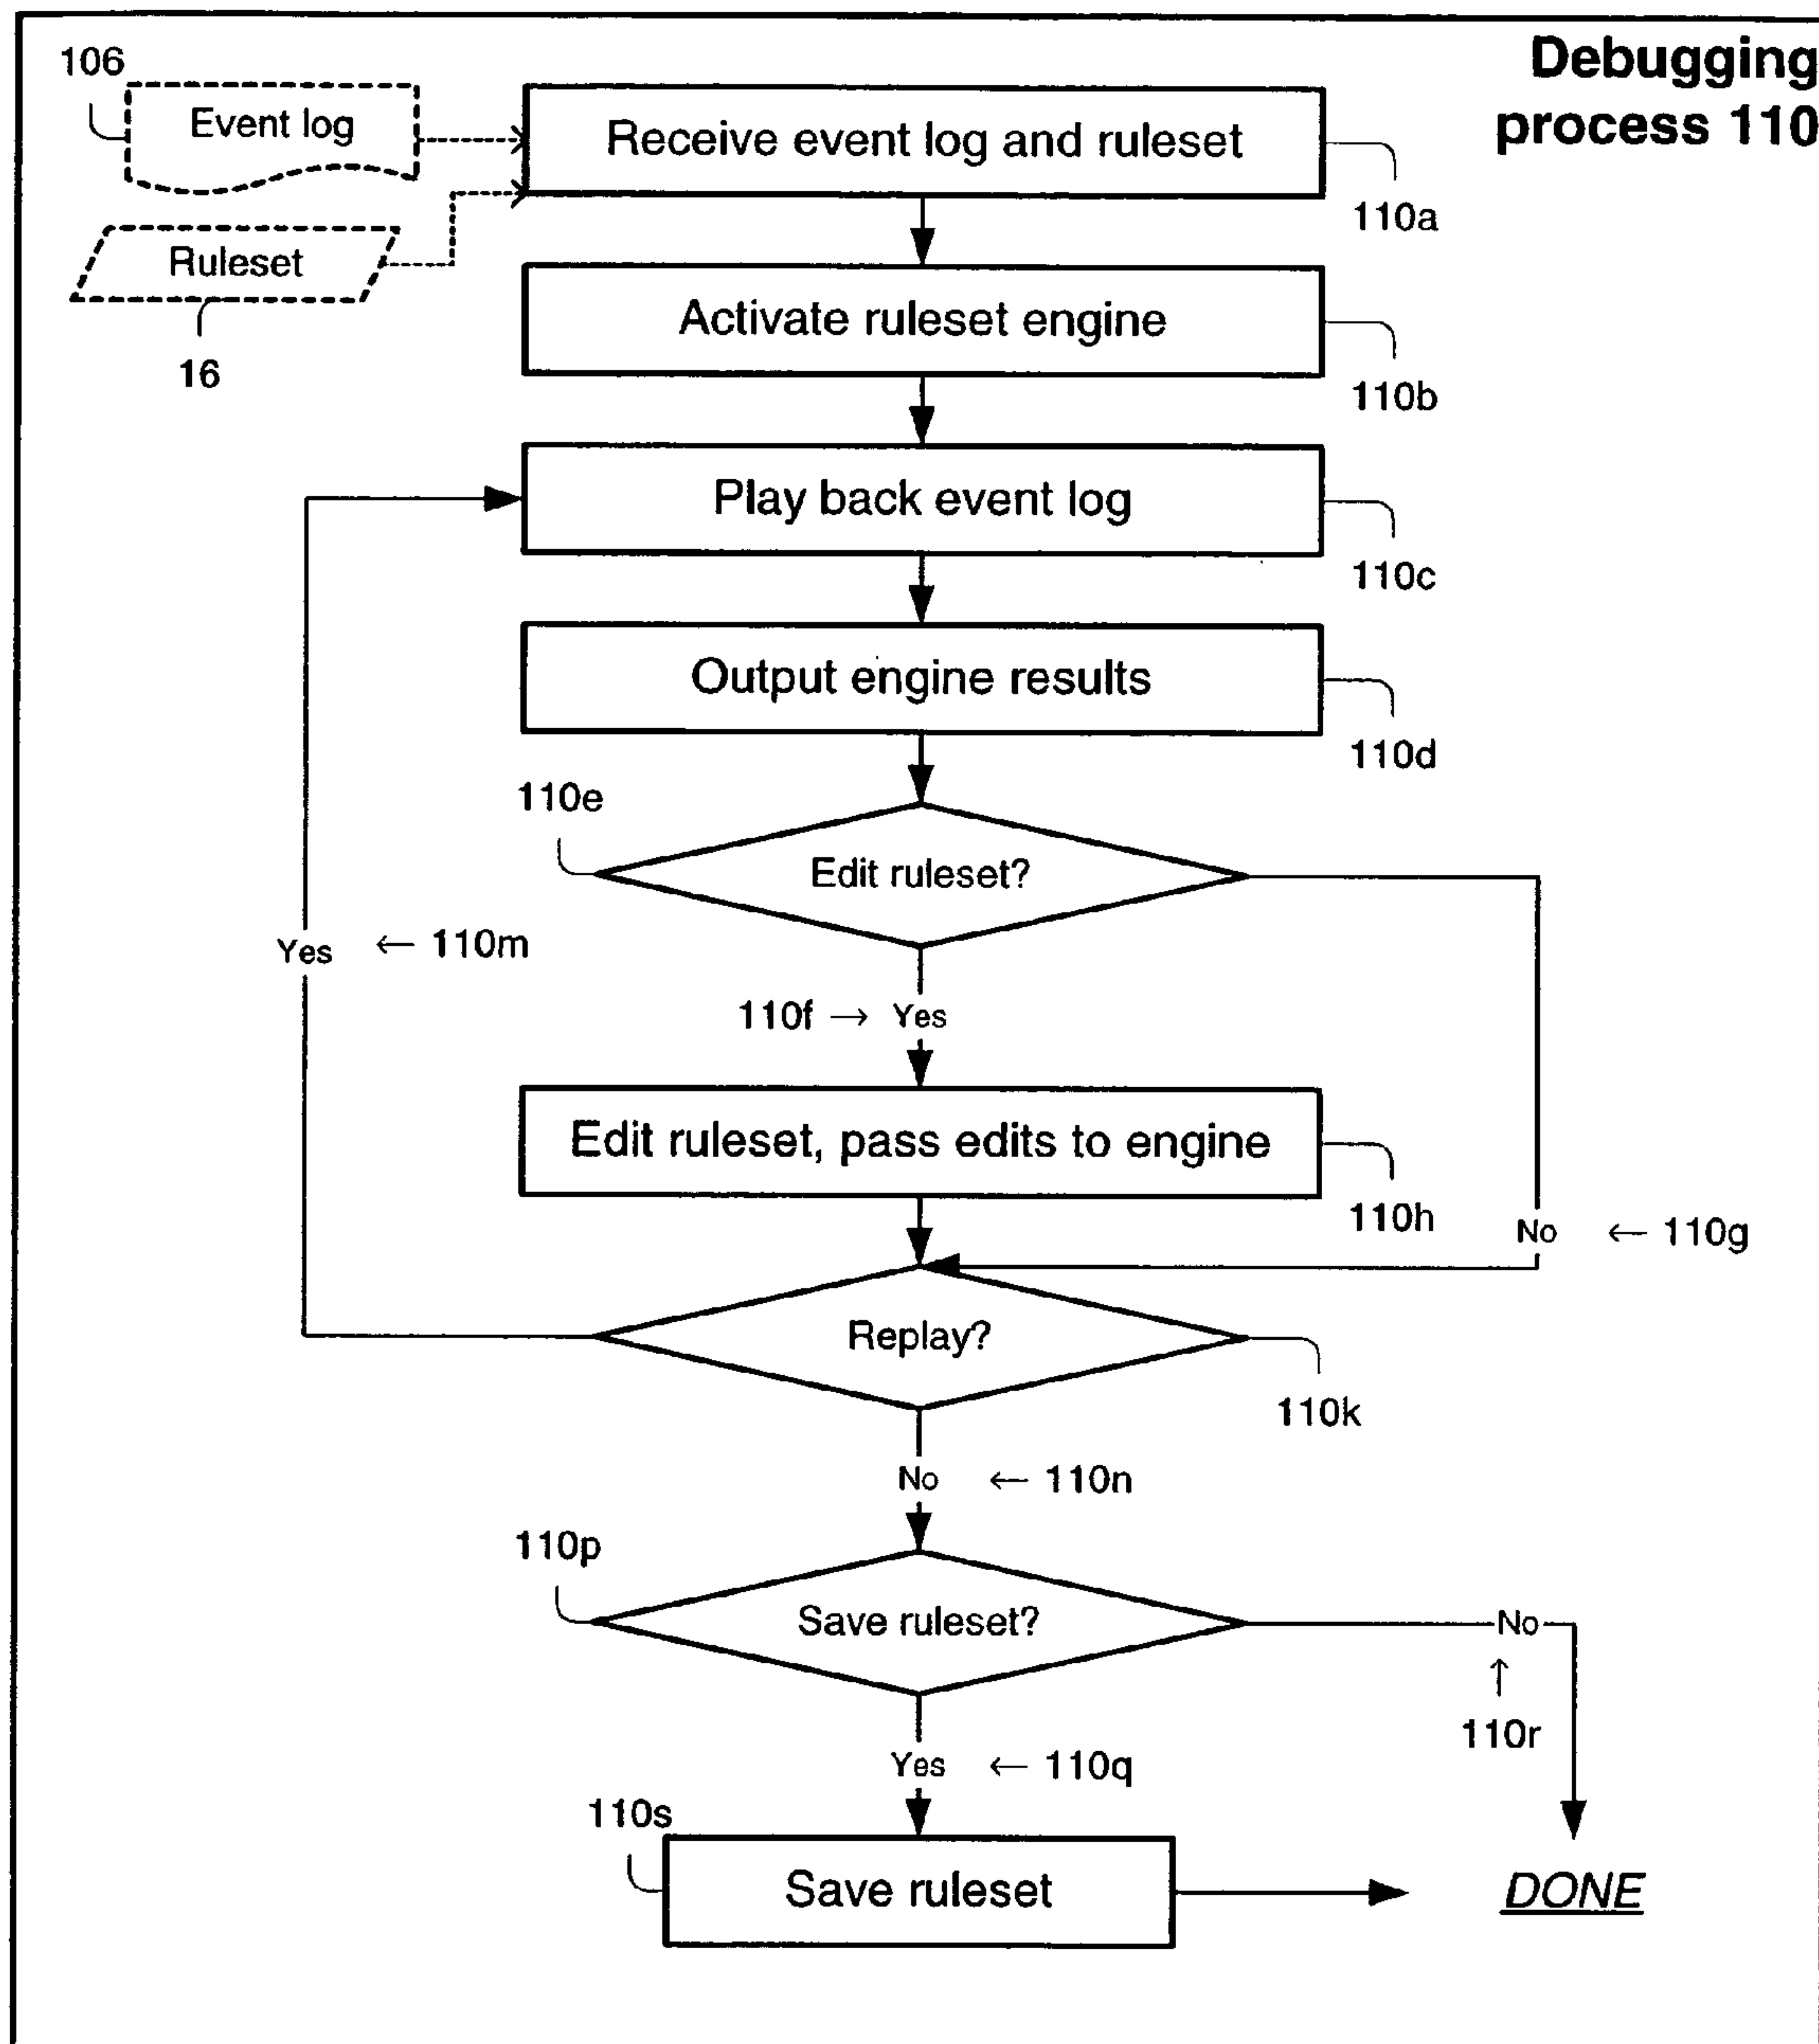 Debugging
process 110
106
Event log
Receive event log and ruleset
110a
Ruleset
16
Activate ruleset engine
110b
Play back event log
110c
Output engine results
110d
110e
Edit ruleset?
Yes ← 110m
110f → Yes
Edit ruleset, pass edits to engine
110h
No ← 110g
Replay?
110k
No ← 110n
110p
Save ruleset?
No
↑
110r
Yes ← 110q
110s
Save ruleset
DONE